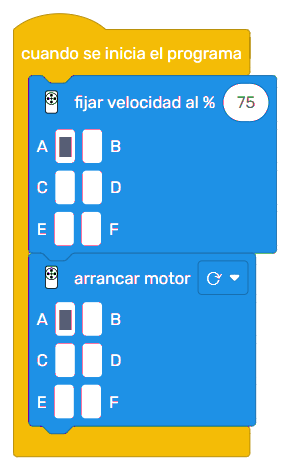 cuando se inicia el programa
fijar velocidad al % 75
A B
C D
E F
arrancar motor
A B
C D
E F